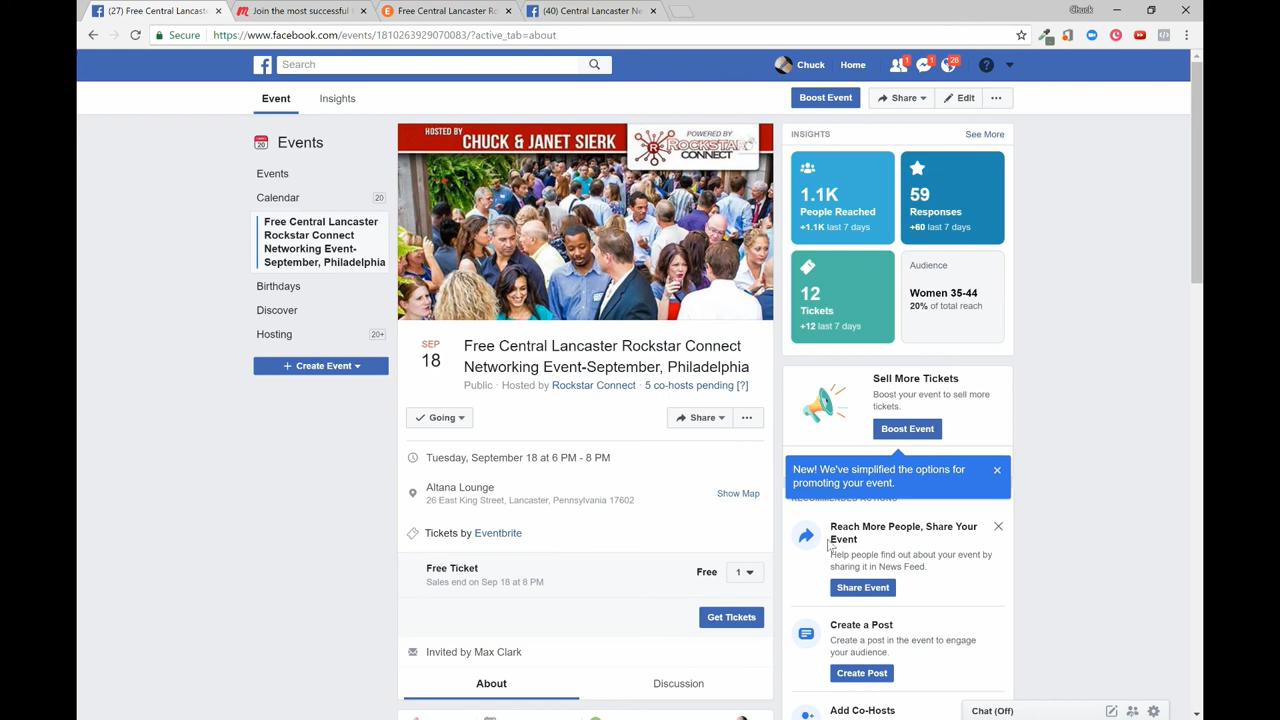 (27) Free Central Lancaste
Join the most successful
Free Central Lancaster Ro
(40) Central Lancaster Ne
Chuck
Secure
https://www.facebook.com/events/1810263929070083/?active_tab=about
Search
Chuck
Home
1
1
26
Event
Insights
Boost Event
Share
Edit
20
Events
Events
Calendar
20
Free Central Lancaster
Rockstar Connect
Networking Event-
September, Philadelphia
Birthdays
Discover
Hosting
20+
+ Create Event
HOSTED BY
CHUCK & JANET SIERK
POWERED BY
ROCKSTAR
CONNECT
SEP
18
Free Central Lancaster Rockstar Connect
Networking Event-September, Philadelphia
Public · Hosted by Rockstar Connect · 5 co-hosts pending [?]
Going
Share
Tuesday, September 18 at 6 PM - 8 PM
Altana Lounge
26 East King Street, Lancaster, Pennsylvania 17602
Show Map
Tickets by Eventbrite
Free Ticket
Sales end on Sep 18 at 8 PM
Free
1
Get Tickets
Invited by Max Clark
About
Discussion
INSIGHTS
See More
1.1K
People Reached
+1.1K last 7 days
59
Responses
+60 last 7 days
12
Tickets
+12 last 7 days
Audience
Women 35-44
20% of total reach
Sell More Tickets
Boost your event to sell more
tickets.
Boost Event
New! We've simplified the options for
promoting your event.
RECOMMENDED ACTIONS
Reach More People, Share Your
Event
Help people find out about your event by
sharing it in News Feed.
Share Event
Create a Post
Create a post in the event to engage
your audience.
Create Post
Add Co-Hosts
Chat (Off)